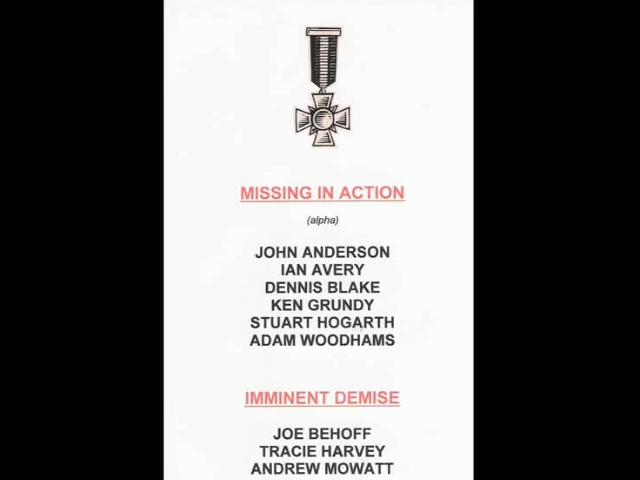 MISSING IN ACTION
(alpha)
JOHN ANDERSON
IAN AVERY
DENNIS BLAKE
KEN GRUNDY
STUART HOGARTH
ADAM WOODHAMS
IMMINENT DEMISE
JOE BEHOFF
TRACIE HARVEY
ANDREW MOWATT